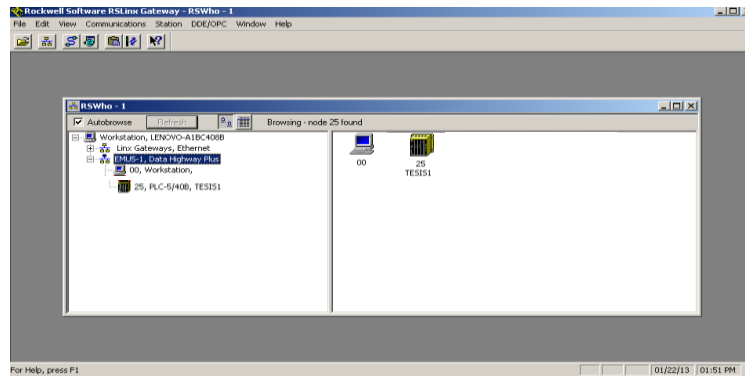 Rockwell Software RSLinx Gateway - RSWho - 1
File Edit View Communications Station DDE/OPC Window Help
RSWho - 1
Autobrowse Refresh Browsing - node 25 found
Workstation, LENOVO-A1BC408B
Linx Gateways, Ethernet
EMU5-1, Data Highway Plus
00, Workstation,
25, PLC-5/40B, TESIS1
00
25
TESIS1
For Help, press F1 01/22/13 01:51 PM